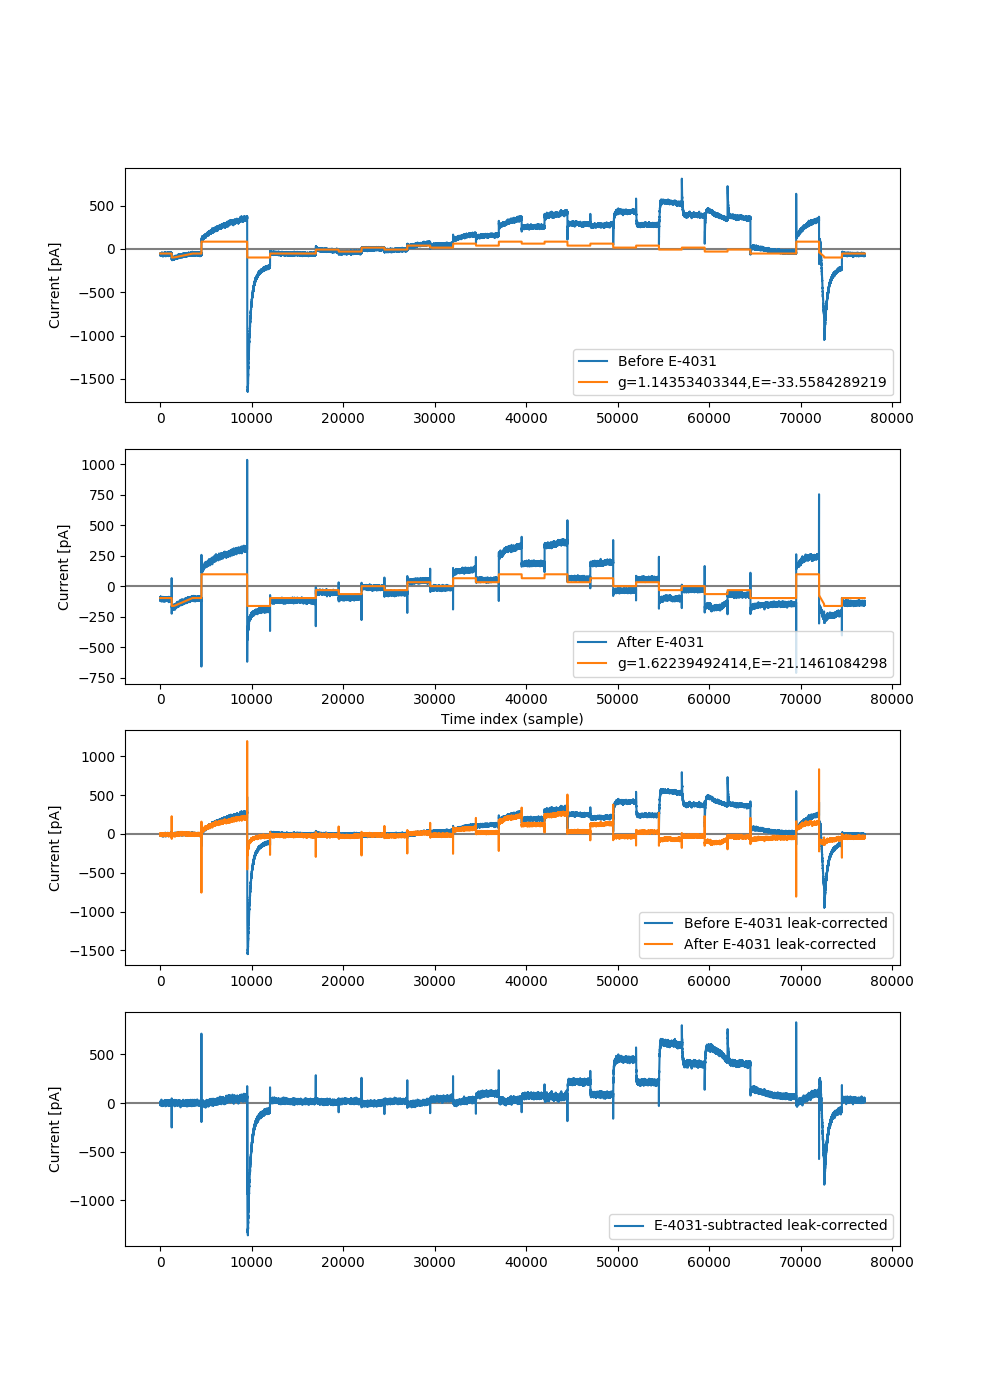 500
0
−500
−1000
−1500
Current [pA]
Before E-4031
g=1.14353403344,E=-33.5584289219
0 10000 20000 30000 40000 50000 60000 70000 80000
1000
750
500
250
0
−250
−500
−750
Current [pA]
After E-4031
g=1.62239492414,E=-21.1461084298
0 10000 20000 30000 40000 50000 60000 70000 80000
Time index (sample)
1000
500
0
−500
−1000
−1500
Current [pA]
Before E-4031 leak-corrected
After E-4031 leak-corrected
0 10000 20000 30000 40000 50000 60000 70000 80000
500
0
−500
−1000
Current [pA]
E-4031-subtracted leak-corrected
0 10000 20000 30000 40000 50000 60000 70000 80000